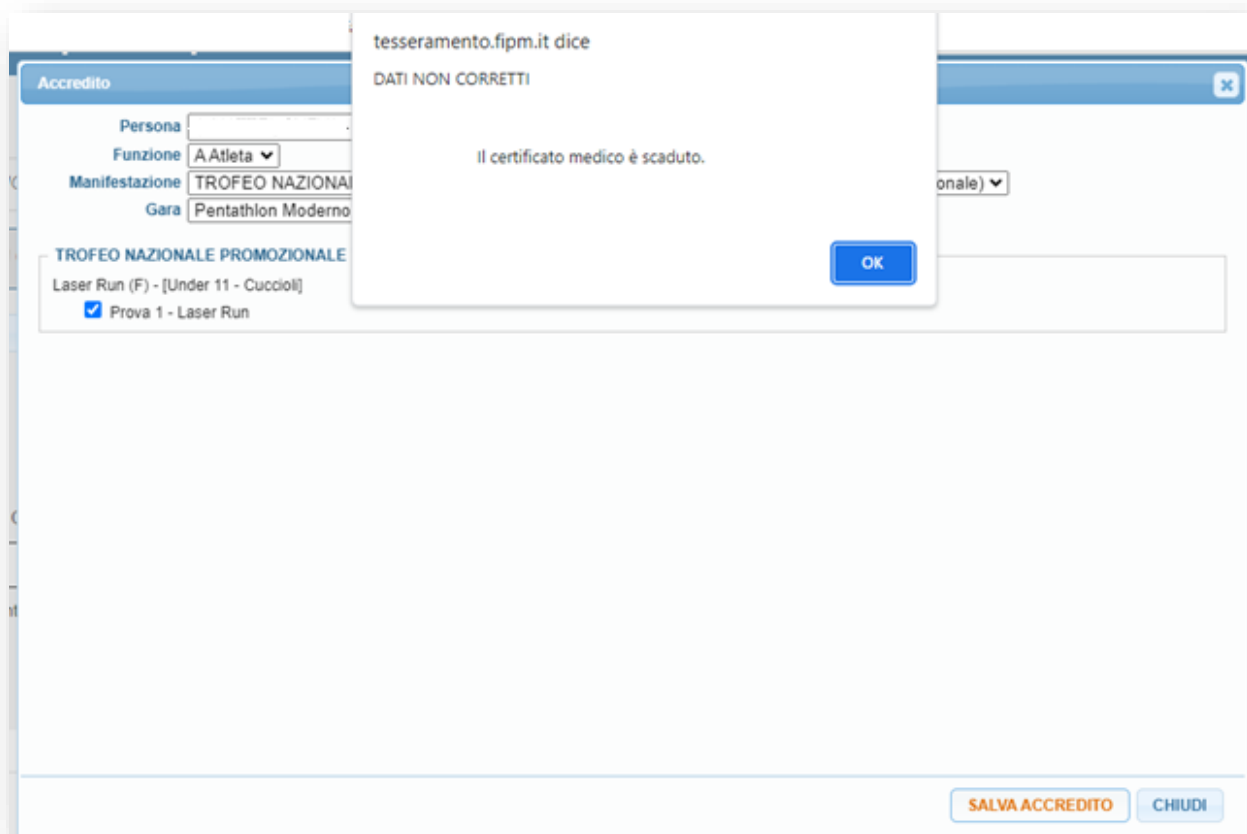 tesseramento.fipm.it dice
DATI NON CORRETTI
Il certificato medico è scaduto.
OK
Accredito
Persona
Funzione A Atleta
Manifestazione TROFEO NAZIONAL onale)
Gara Pentathlon Moderno
TROFEO NAZIONALE PROMOZIONALE
Laser Run (F) - [Under 11 - Cuccioli]
Prova 1 - Laser Run
SALVA ACCREDITO CHIUDI